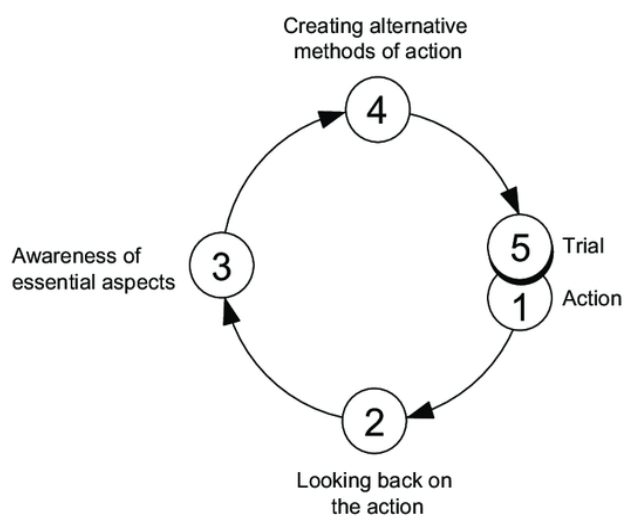 Creating alternative
methods of action
4
5
Trial
Awareness of
essential aspects
3
1
Action
2
Looking back on
the action